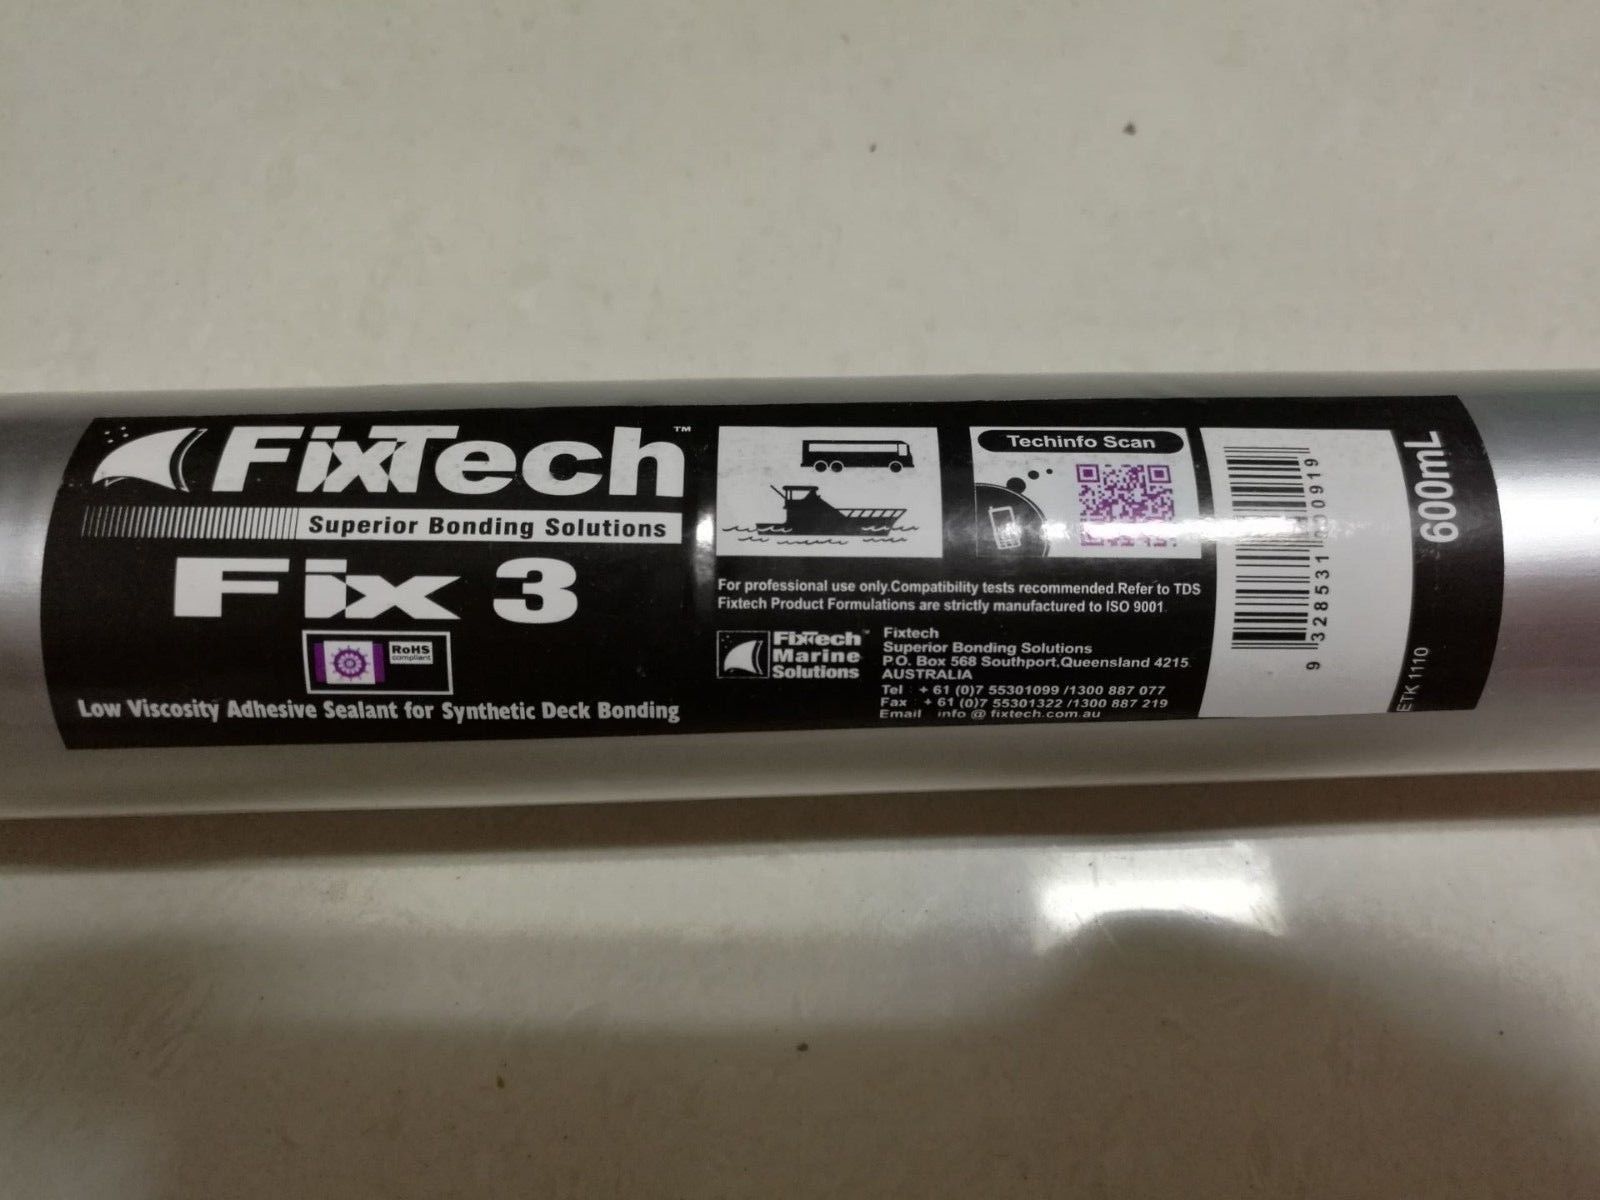 FixTech™
Superior Bonding Solutions
Fix 3
RoHS
compliant
Low Viscosity Adhesive Sealant for Synthetic Deck Bonding
Techinfo Scan
For professional use only.Compatibility tests recommended.Refer to TDS
Fixtech Product Formulations are strictly manufactured to ISO 9001.
FixTech™
Marine
Solutions
Fixtech
Superior Bonding Solutions
P.O. Box 568 Southport,Queensland 4215.
AUSTRALIA
Tel : + 61 (0)7 55301099 /1300 887 077
Fax : + 61 (0)7 55301322 /1300 887 219
Email info @ fixtech.com.au
9 328531 0919
600mL
ETK 1110